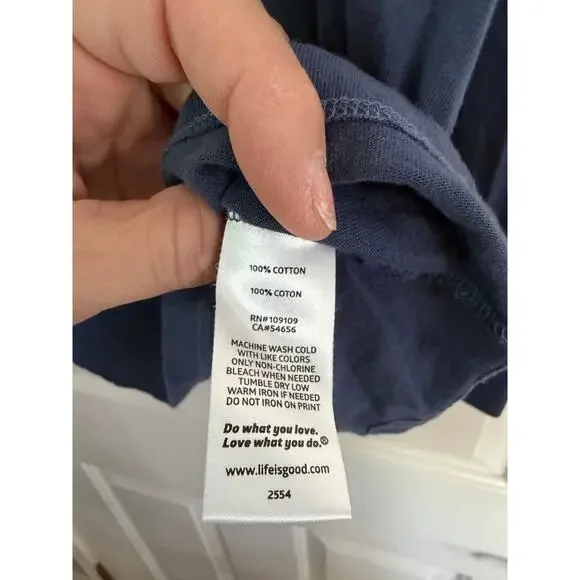 100% COTTON
100% COTON
RN#109109
CA#54656
MACHINE WASH COLD
WITH LIKE COLORS
ONLY NON-CHLORINE
BLEACH WHEN NEEDED
TUMBLE DRY LOW
WARM IRON IF NEEDED
DO NOT IRON ON PRINT
Do what you love.
Love what you do.®
www.lifeisgood.com
2554